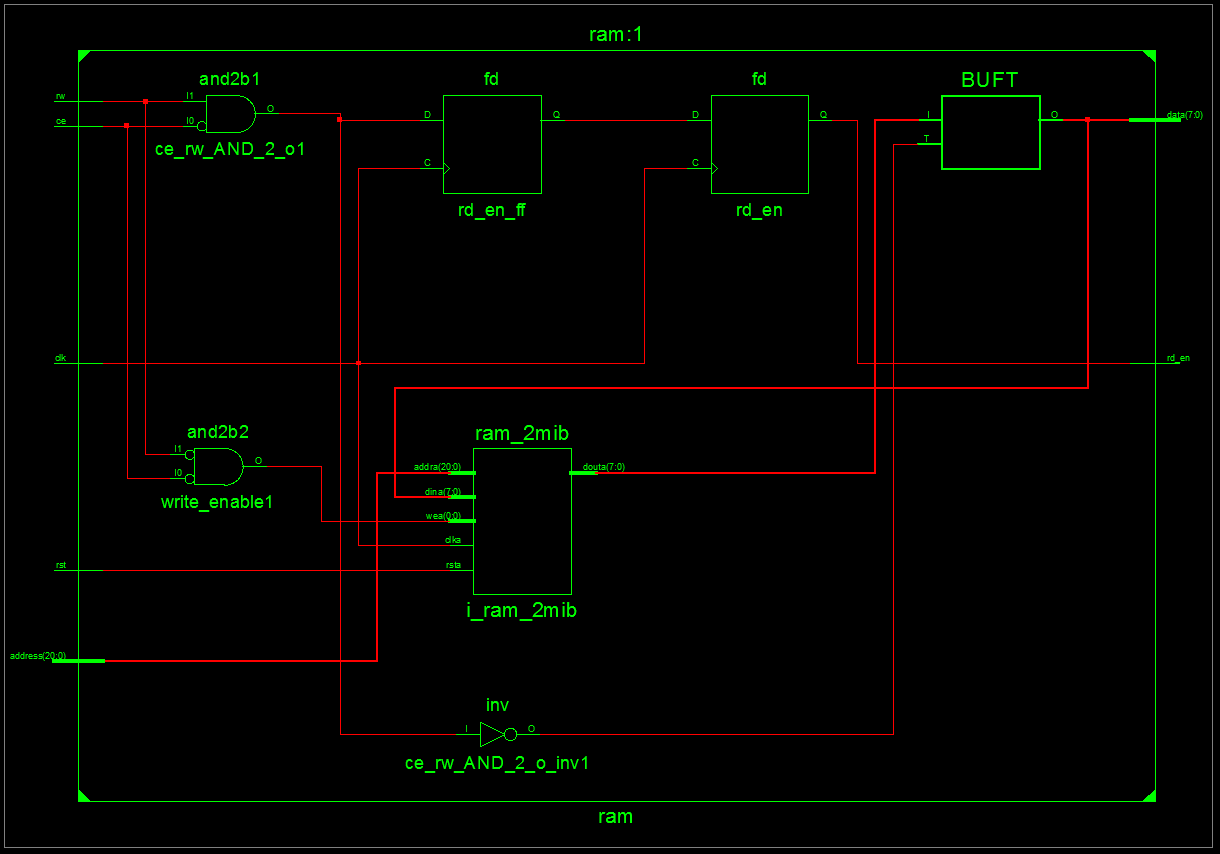 ram:1
and2b1
fd
fd
BUFT
rw
I1
O
ce
I0
D
Q
D
Q
I
O
data(7:0)
T
ce_rw_AND_2_o1
C
C
rd_en_ff
rd_en
clk
rd_en
and2b2
ram_2mib
I1
O
I0
addra(20:0)
douta(7:0)
dina(7:0)
write_enable1
wea(0:0)
clka
rst
rsta
i_ram_2mib
address(20:0)
inv
I
O
ce_rw_AND_2_o_inv1
ram